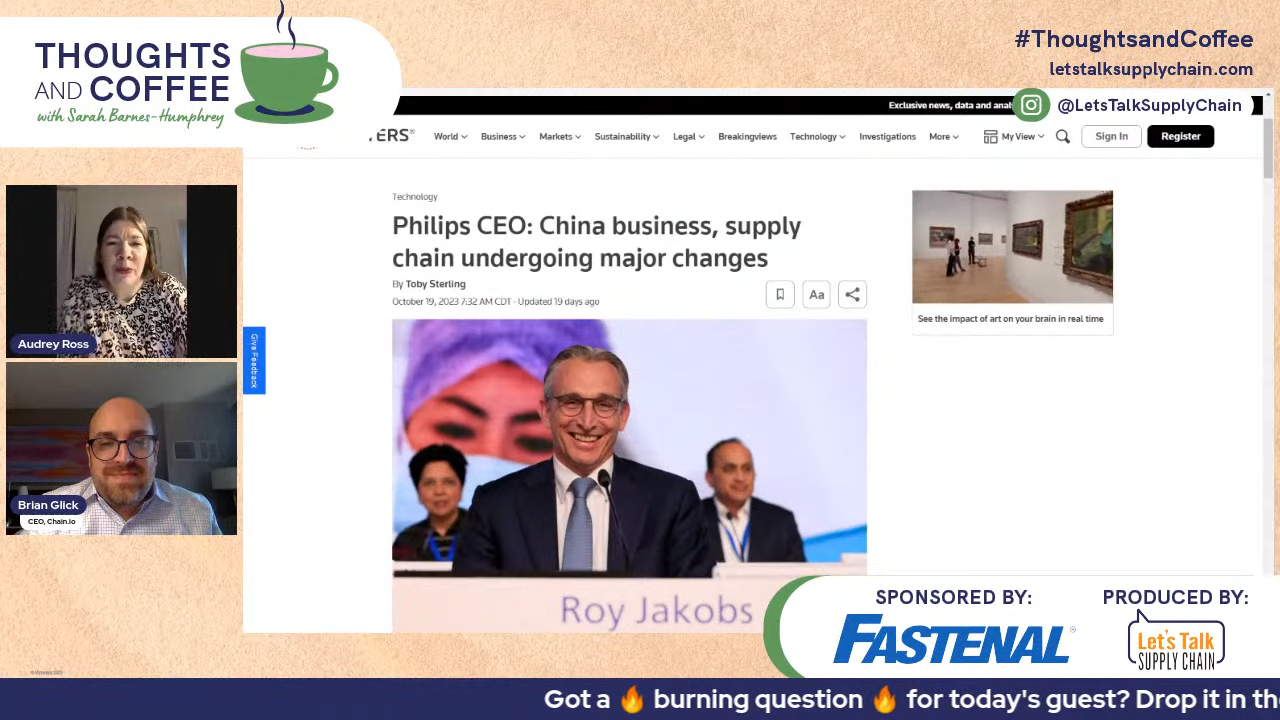 THOUGHTS
AND COFFEE
with Sarah Barnes-Humphrey
#ThoughtsandCoffee
letstalksupplychain.com
@LetsTalkSupplyChain
Exclusive news, data and
ERS®
World Business Markets Sustainability Legal Breakingviews Technology Investigations More
My View
Sign In
Register
Technology
Philips CEO: China business, supply
chain undergoing major changes
By Toby Sterling
October 19, 2023 7:32 AM CDT · Updated 19 days ago
Aa
See the impact of art on your brain in real time
Give Feedback
Audrey Ross
Brian Glick
CEO, Chain.io
Roy Jakobs
SPONSORED BY:
FASTENAL®
PRODUCED BY:
Let's Talk
SUPPLY CHAIN
Got a 🔥 burning question 🔥 for today's guest? Drop it in th